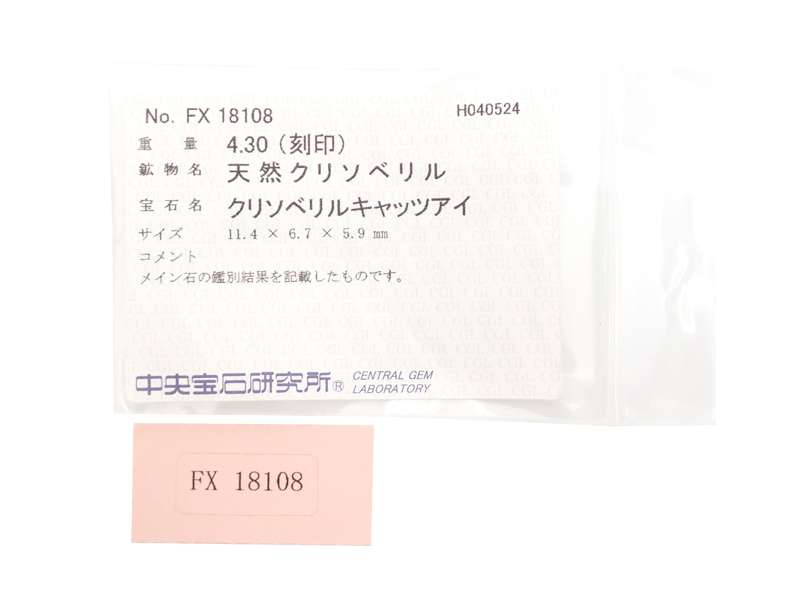 No. FX 18108 H040524
重量 4.30 (刻印)
鉱物名 天然クリソベリル
宝石名 クリソベリルキャッツアイ
サイズ 11.4 × 6.7 × 5.9 mm
コメント
メイン石の鑑別結果を記載したものです。
中央宝石研究所® CENTRAL GEM
LABORATORY
FX 18108